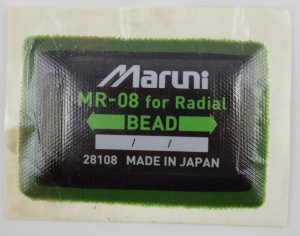 Maruni
MR-08 for Radial
BEAD
/ /
28108 MADE IN JAPAN